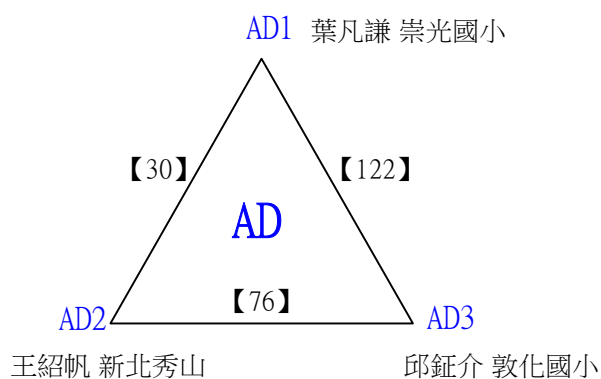 AD1 葉凡謙 崇光國小
【30】 【122】
AD
【76】
AD2 AD3
王紹帆 新北秀山 邱鉦介 敦化國小